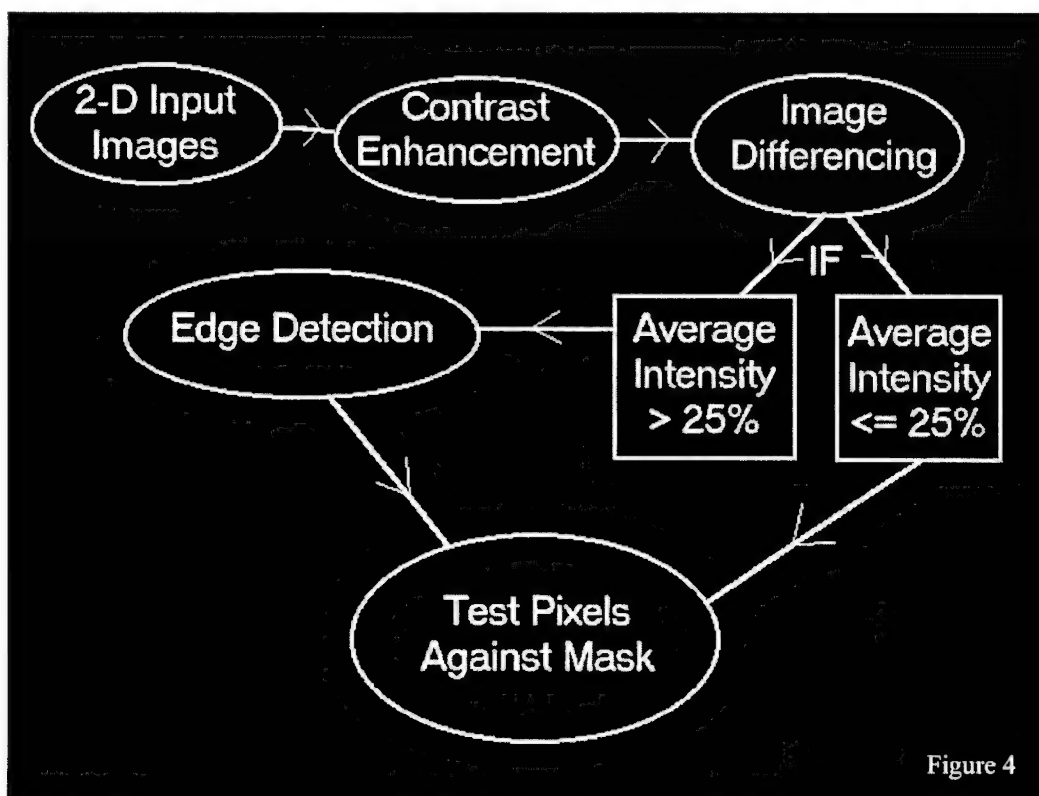 2-D Input
Images
Contrast
Enhancement
Image
Differencing
IF
Edge Detection
Average
Intensity
> 25%
Average
Intensity
<= 25%
Test Pixels
Against Mask
Figure 4